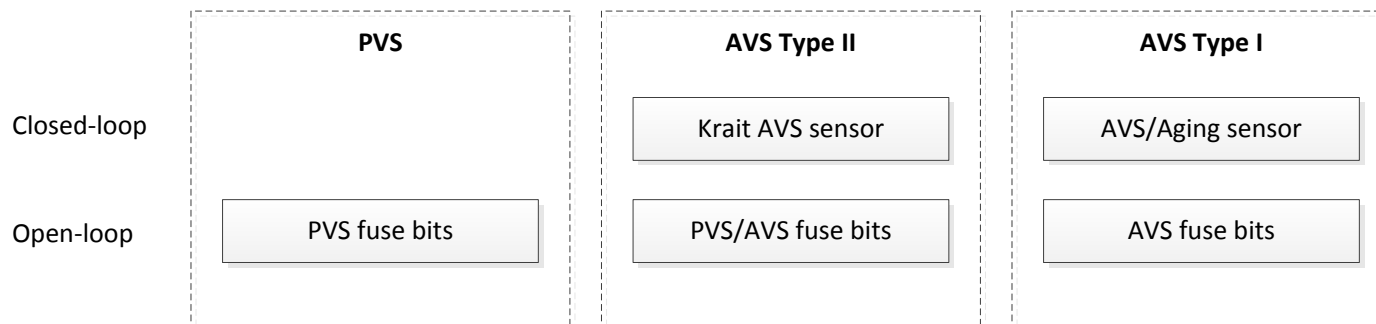 PVS
AVS Type II
AVS Type I
Closed-loop
Krait AVS sensor
AVS/Aging sensor
Open-loop
PVS fuse bits
PVS/AVS fuse bits
AVS fuse bits